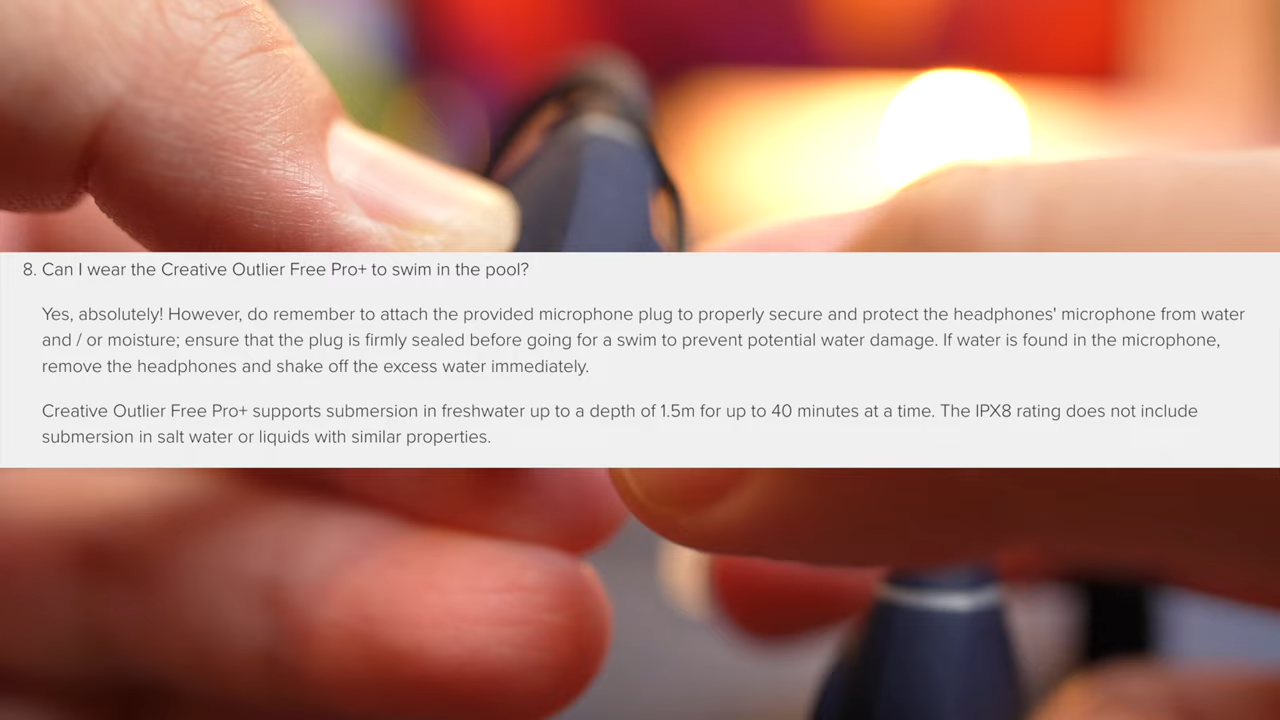 8. Can I wear the Creative Outlier Free Pro+ to swim in the pool?
Yes, absolutely! However, do remember to attach the provided microphone plug to properly secure and protect the headphones' microphone from water
and / or moisture; ensure that the plug is firmly sealed before going for a swim to prevent potential water damage. If water is found in the microphone,
remove the headphones and shake off the excess water immediately.
Creative Outlier Free Pro+ supports submersion in freshwater up to a depth of 1.5m for up to 40 minutes at a time. The IPX8 rating does not include
submersion in salt water or liquids with similar properties.